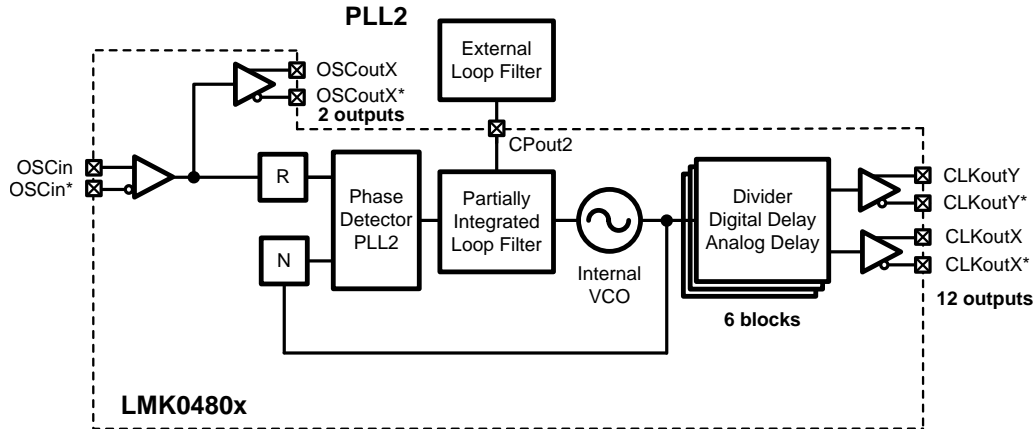 PLL2
External
Loop Filter
OSCoutX
OSCoutX*
2 outputs
CPout2
OSCin
OSCin*
R
N
Phase
Detector
PLL2
Partially
Integrated
Loop Filter
Internal
VCO
Divider
Digital Delay
Analog Delay
6 blocks
CLKoutY
CLKoutY*
CLKoutX
CLKoutX*
12 outputs
LMK0480x